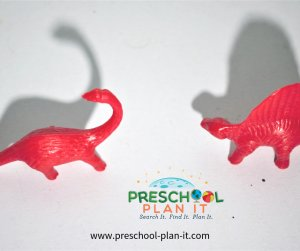 PRESCHOOL
PLAN IT
Search It. Find It. Plan It.
www.preschool-plan-it.com